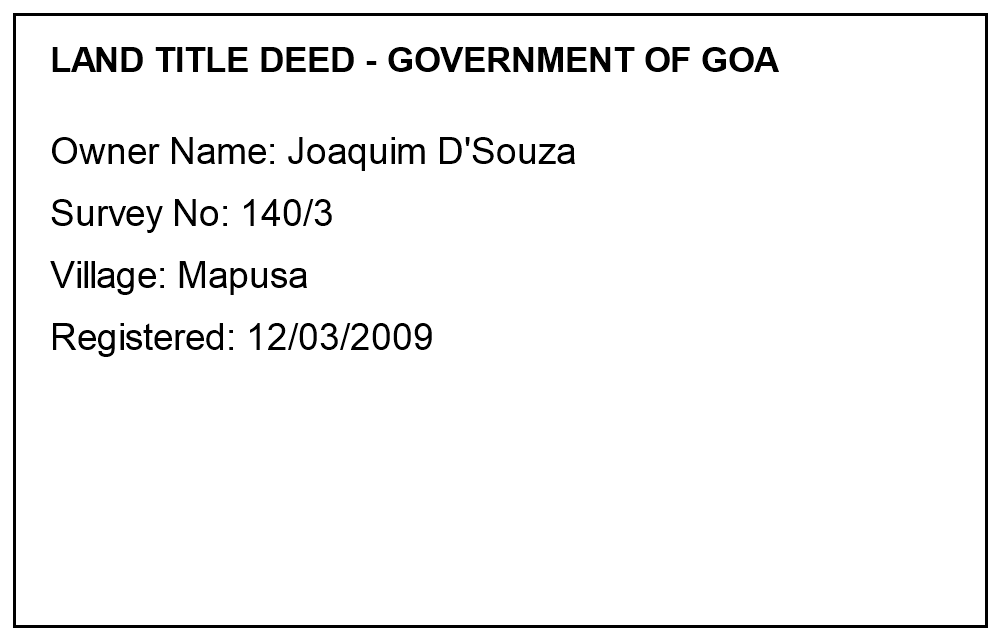 LAND TITLE DEED - GOVERNMENT OF GOA
Owner Name: Joaquim D'Souza
Survey No: 140/3
Village: Mapusa
Registered: 12/03/2009